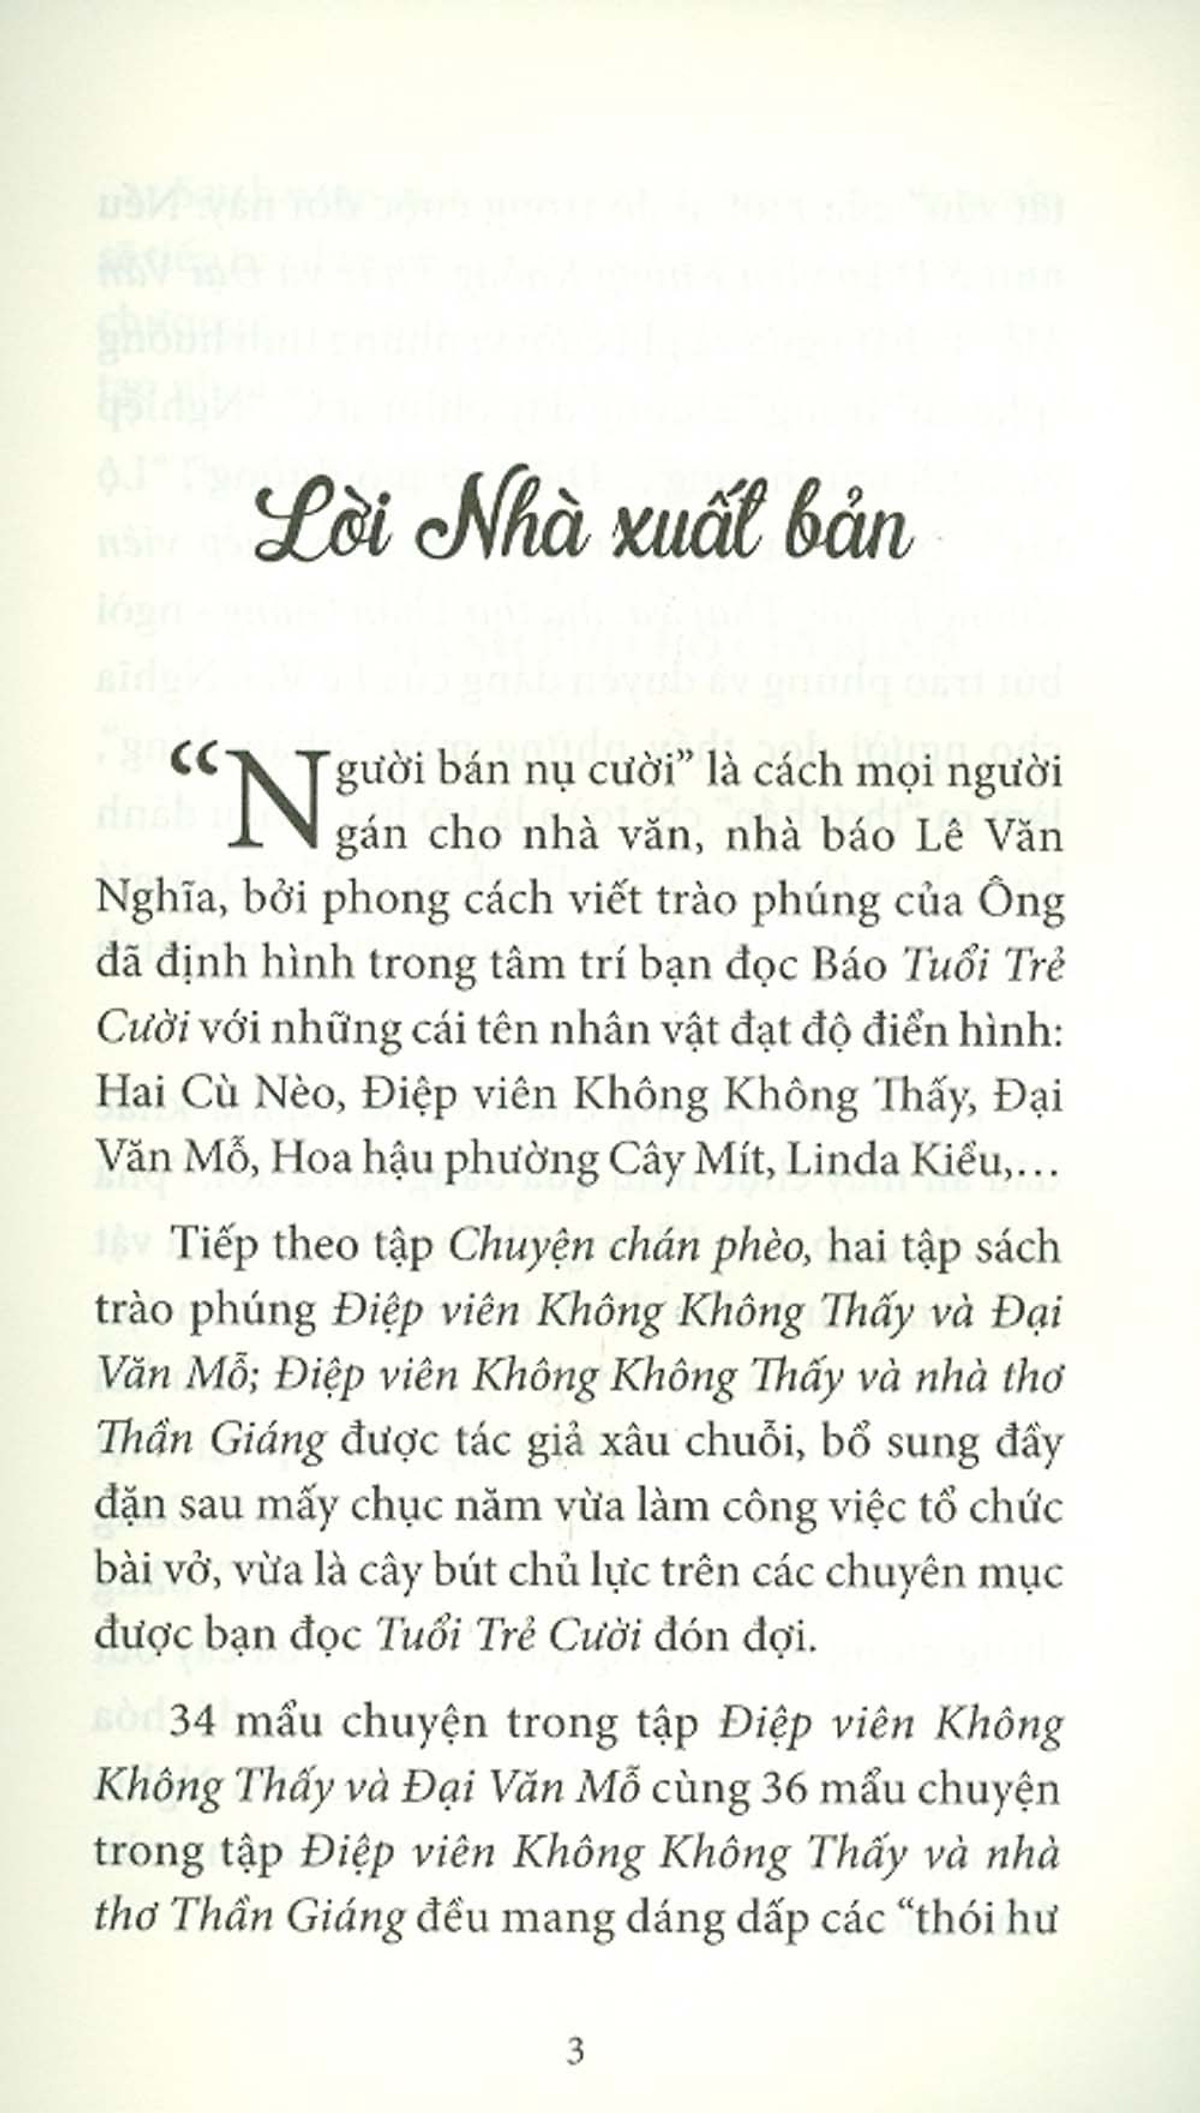 Lời Nhà xuất bản
“Người bán nụ cười” là cách mọi người
gán cho nhà văn, nhà báo Lê Văn
Nghĩa, bởi phong cách viết trào phúng của Ông
đã định hình trong tâm trí bạn đọc Báo Tuổi Trẻ
Cười với những cái tên nhân vật đạt độ điển hình:
Hai Cù Nèo, Điệp viên Không Không Thấy, Đại
Văn Mỗ, Hoa hậu phường Cây Mít, Linda Kiều,…
Tiếp theo tập Chuyện chán phèo, hai tập sách
trào phúng Điệp viên Không Không Thấy và Đại
Văn Mỗ; Điệp viên Không Không Thấy và nhà thơ
Thần Giáng được tác giả xâu chuỗi, bổ sung đầy
đặn sau mấy chục năm vừa làm công việc tổ chức
bài vở, vừa là cây bút chủ lực trên các chuyên mục
được bạn đọc Tuổi Trẻ Cười đón đợi.
34 mẩu chuyện trong tập Điệp viên Không
Không Thấy và Đại Văn Mỗ cùng 36 mẩu chuyện
trong tập Điệp viên Không Không Thấy và nhà
thơ Thần Giáng đều mang dáng dấp các “thói hư
3